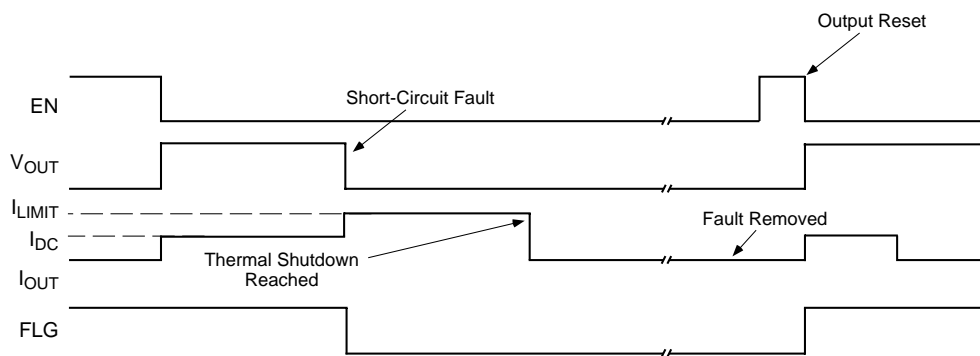 Output Reset
EN
Short-Circuit Fault
VOUT
ILIMIT
Fault Removed
IDC
Thermal Shutdown
Reached
IOUT
FLG